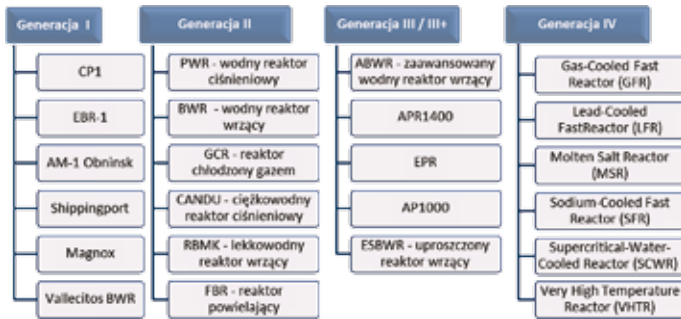 Generacja I
CP1
EBR-1
AM-1 Obninsk
Shippingport
Magnox
Vallecitos BWR
Generacja II
PWR - wodny reaktor
ciśnieniowy
BWR - wodny reaktor
wrzący
GCR - reaktor
chłodzony gazem
CANDU - ciężkowodny
reaktor ciśnieniowy
RBMK - lekkowodny
reaktor wrzący
FBR - reaktor
powielający
Generacja III / III+
ABWR - zaawansowany
wodny reaktor wrzący
APR1400
EPR
AP1000
ESBWR - uproszczony
reaktor wrzący
Generacja IV
Gas-Cooled Fast
Reactor (GFR)
Lead-Cooled
FastReactor (LFR)
Molten Salt Reactor
(MSR)
Sodium-Cooled Fast
Reactor (SFR)
Supercritical-Water-
Cooled Reactor (SCWR)
Very High Temperature
Reactor (VHTR)